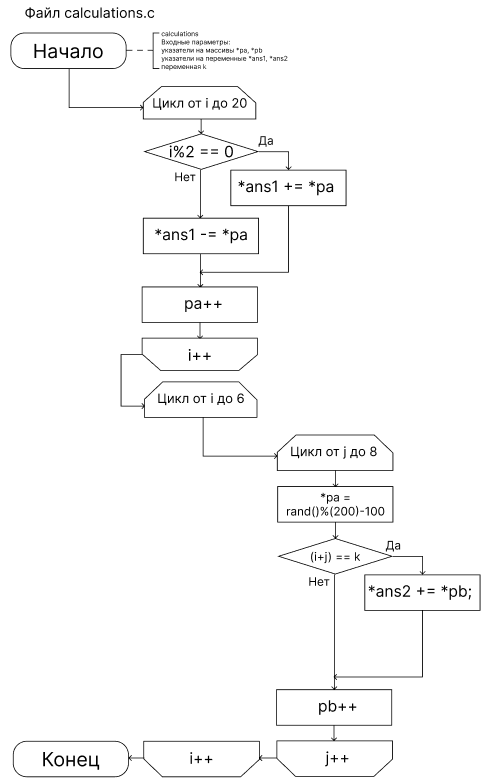 Файл calculations.c
Начало
calculations
Входные параметры:
указатели на массивы *pa, *pb
указатели на переменные *ans1, *ans2
переменная k
Цикл от i до 20
i%2 == 0
Да
Нет
*ans1 += *pa
*ans1 -= *pa
pa++
i++
Цикл от i до 6
Цикл от j до 8
*pa =
rand()%(200)-100
(i+j) == k
Да
Нет
*ans2 += *pb;
pb++
Конец
i++
j++